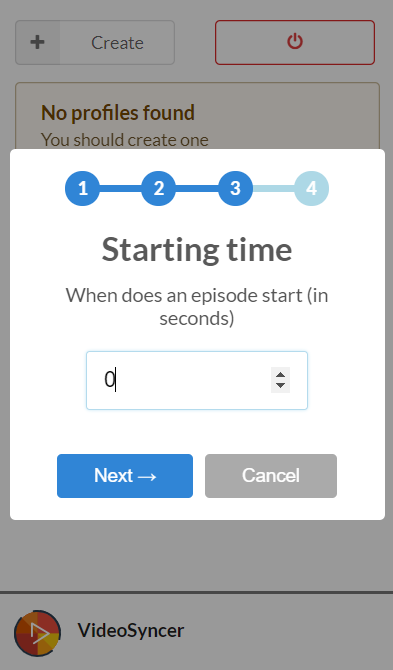 Create
No profiles found
You should create one
1 2 3 4
Starting time
When does an episode start (in
seconds)
0
Next →
Cancel
VideoSyncer